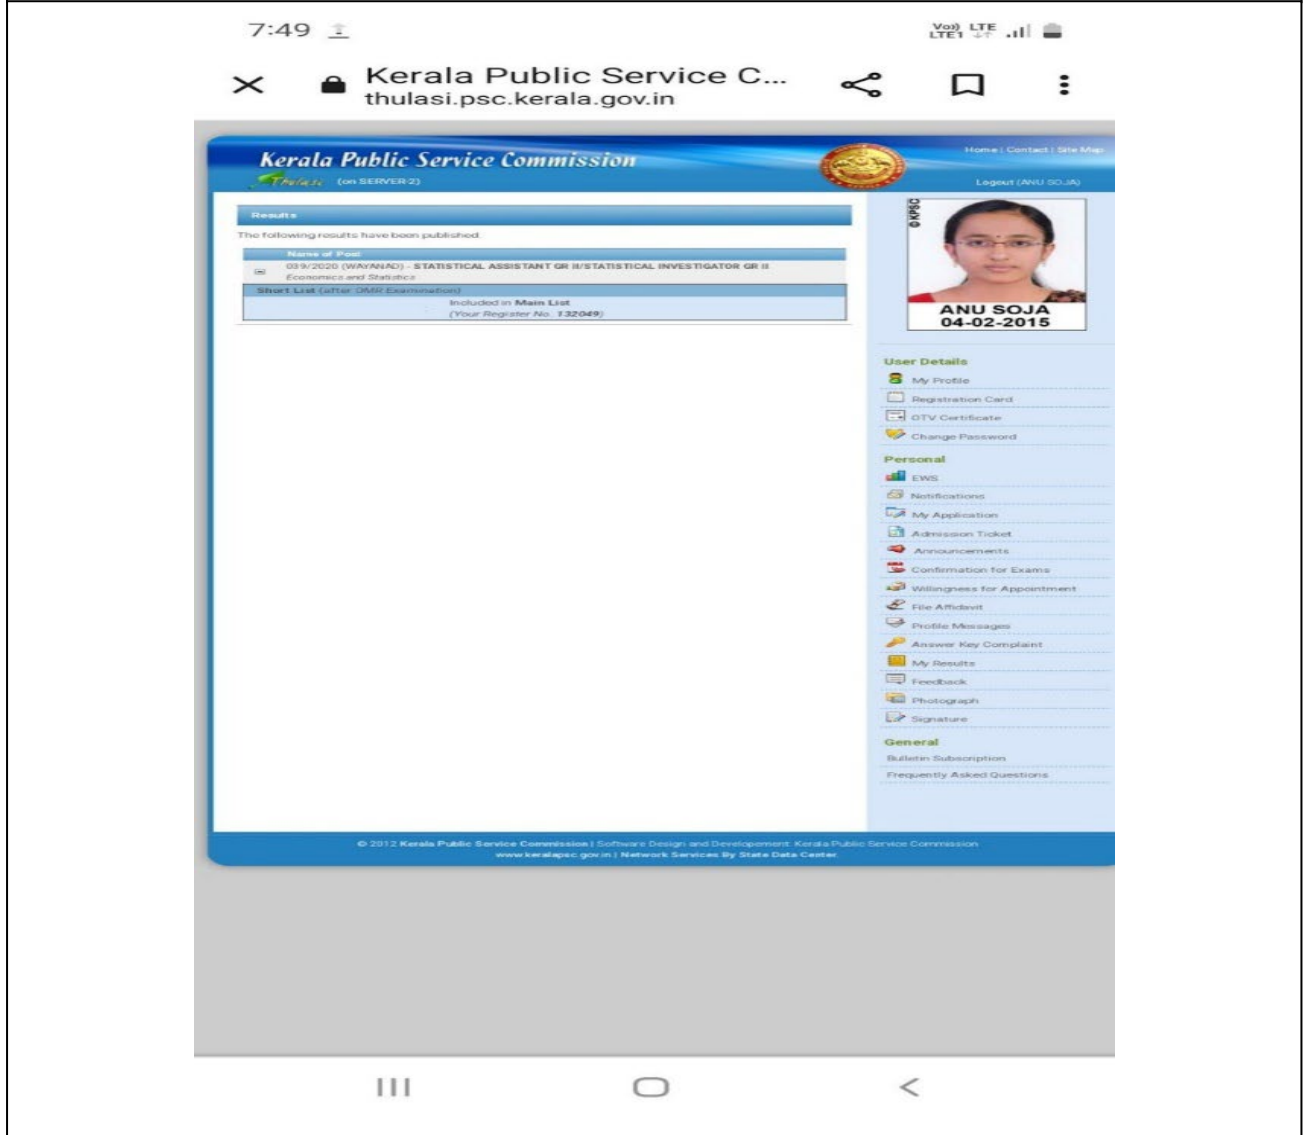 7:49
Vo)) LTE
LTE1
Kerala Public Service C...
thulasi.psc.kerala.gov.in
Kerala Public Service Commission
Home | Contact | Site Map
Thulasi (on SERVER-2)
Logout (ANU SOJA)
Results
The following results have been published.
Name of Post
039/2020 (WAYANAD) - STATISTICAL ASSISTANT GR II/STATISTICAL INVESTIGATOR GR II
Economics and Statistics
Short List (after OMR Examination)
Included in Main List
(Your Register No. 132049)
© KPSC
ANU SOJA
04-02-2015
User Details
My Profile
Registration Card
OTV Certificate
Change Password
Personal
EWS
Notifications
My Application
Admission Ticket
Announcements
Confirmation for Exams
Willingness for Appointment
File Affidavit
Profile Messages
Answer Key Complaint
My Results
Feedback
Photograph
Signature
General
Bulletin Subscription
Frequently Asked Questions
© 2012 Kerala Public Service Commission | Software Design and Developement: Kerala Public Service Commission
www.keralapsc.gov.in | Network Services By State Data Center.